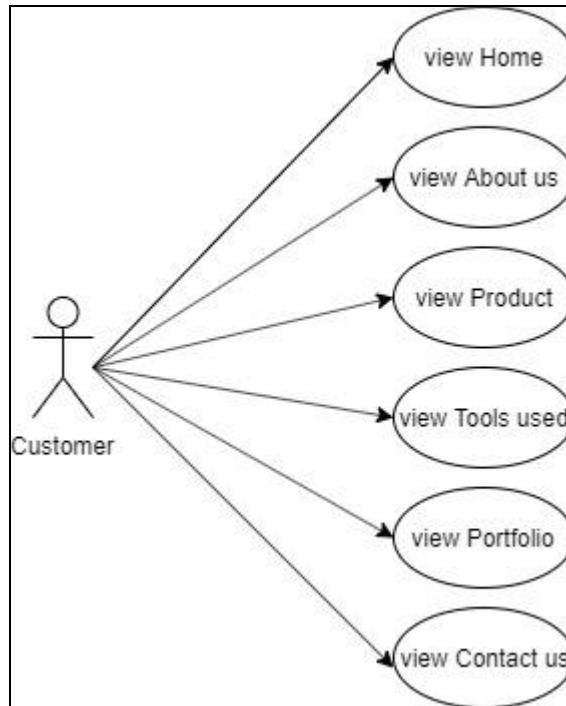 view Home
view About us
view Product
view Tools used
Customer
view Portfolio
view Contact us